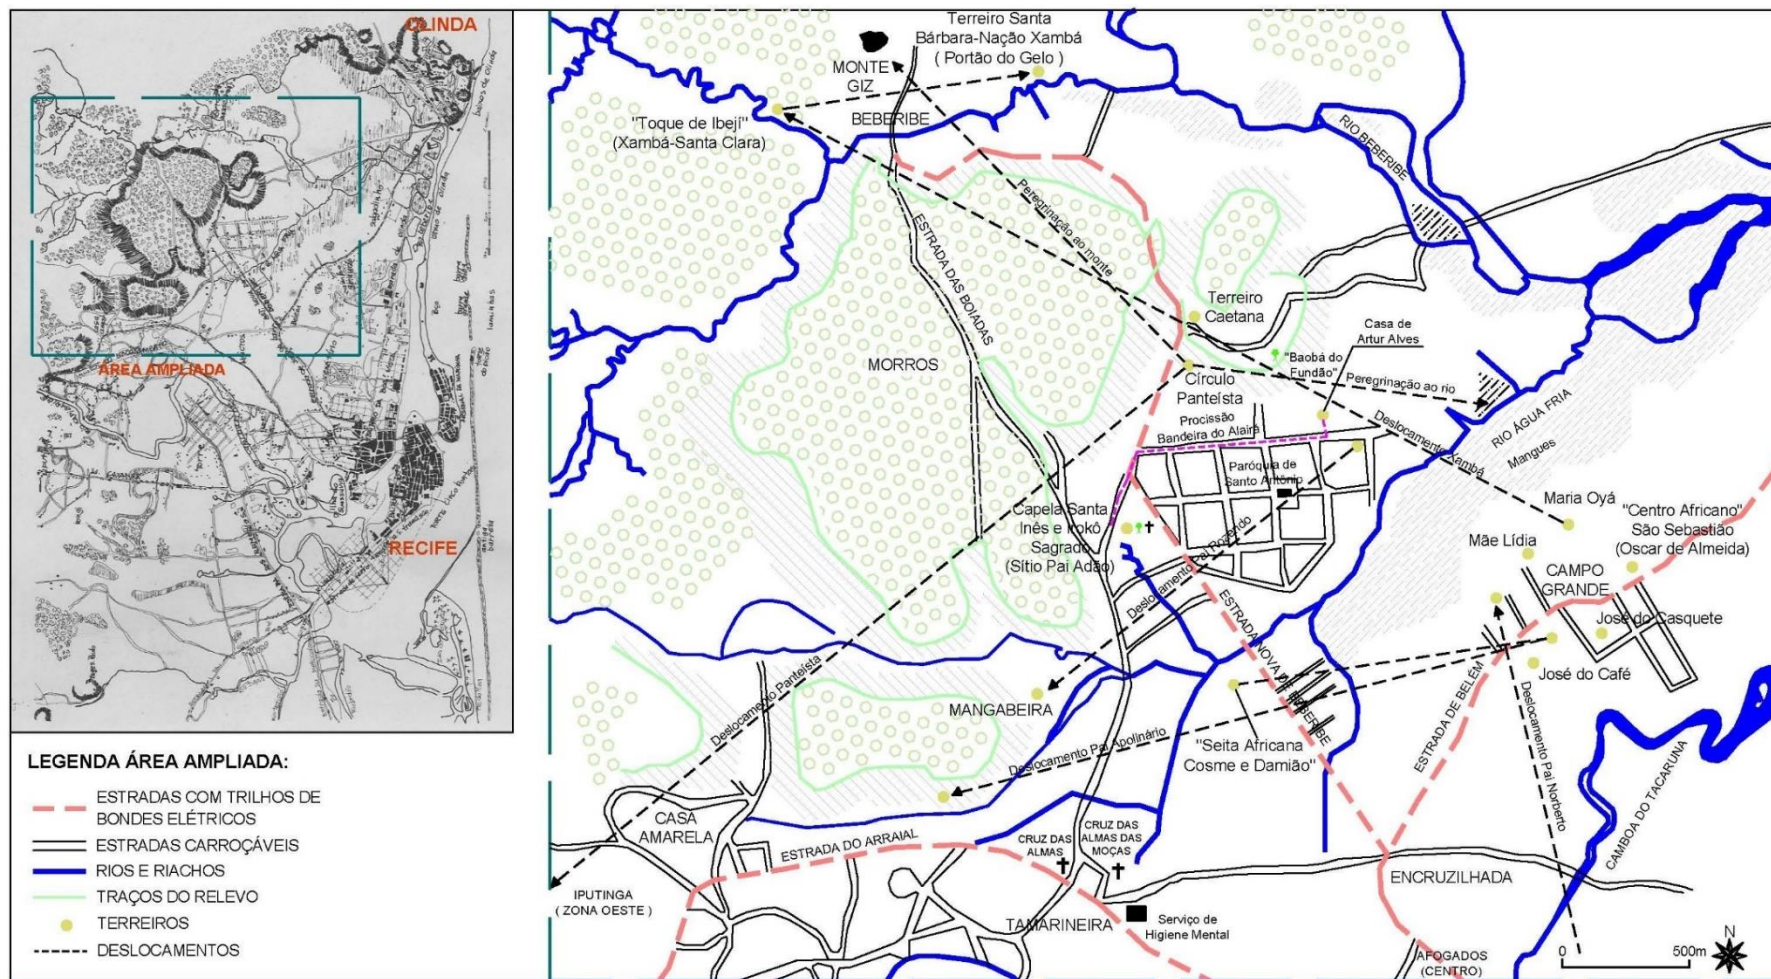 OLINDA
ÁREA AMPLIADA
RECIFE
LEGENDA ÁREA AMPLIADA:
ESTRADAS COM TRILHOS DE
BONDES ELÉTRICOS
ESTRADAS CARROÇÁVEIS
RIOS E RIACHOS
TRAÇOS DO RELEVO
TERREIROS
DESLOCAMENTOS
Terreiro Santa
Bárbara-Nação Xambá
( Portão do Gelo )
MONTE
GIZ
BEBERIBE
"Toque de Ibejí"
(Xambá-Santa Clara)
RIO BEBERIBE
Peregrinação ao monte
ESTRADA DAS BOIADAS
MORROS
Terreiro
Caetana
Casa de
Artur Alves
"Baobá do
Fundão"
Círculo
Panteísta
Peregrinação ao rio
Procissão
Bandeira do Alairá
Deslocamento Xambá
RIO ÁGUA FRIA
Mangues
Paróquia de
Santo Antônio
Capela Santa
Inês e Irokô
Sagrado
(Sítio Pai Adão)
Maria Oyá
"Centro Africano"
São Sebastião
(Oscar de Almeida)
Mãe Lídia
CAMPO
GRANDE
José do Casquete
José do Café
Deslocamento Pai Rozendo
Deslocamento Panteísta
ESTRADA NOVA DE BEBERIBE
MANGABEIRA
"Seita Africana
Cosme e Damião"
Deslocamento Pai Apolinário
ESTRADA DE BELÉM
Deslocamento Pai Norberto
CAMBOA DO TACARUNA
CASA
AMARELA
ESTRADA DO ARRAIAL
CRUZ DAS
ALMAS
CRUZ DAS
ALMAS DAS
MOÇAS
IPUTINGA
( ZONA OESTE )
TAMARINEIRA
Serviço de
Higiene Mental
ENCRUZILHADA
AFOGADOS
(CENTRO)
0
500m
N